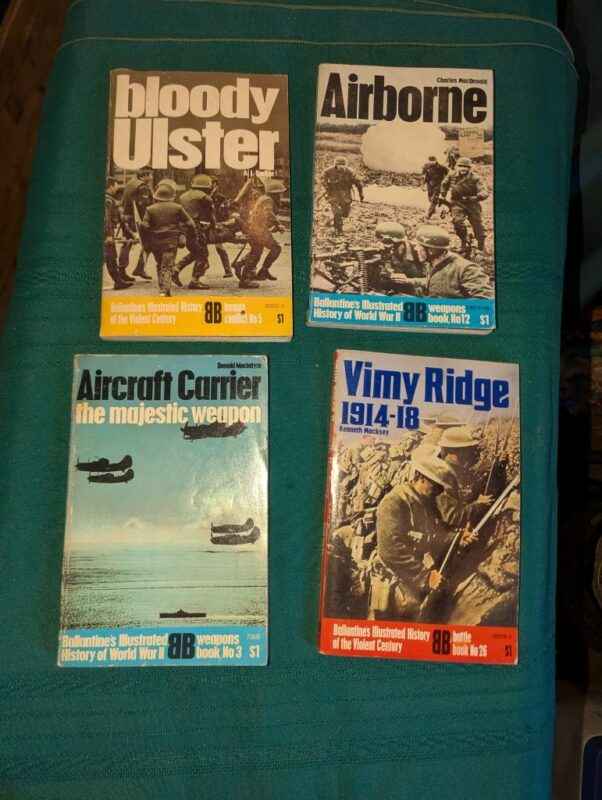 bloody
Ulster
Ballantine's Illustrated History
of the Violent Century
BB
human
conflict No 5
$1
Charles MacDonald
Airborne
Ballantine's Illustrated
History of World War II
BB
weapons
book, No 12
$1
Donald Macintyre
Aircraft Carrier
the majestic weapon
Ballantine's Illustrated
History of World War II
BB
weapons
book, No 3
$1
Vimy Ridge
1914-18
Kenneth Macksey
Ballantine's Illustrated History
of the Violent Century
BB
battle
book No 26
$1